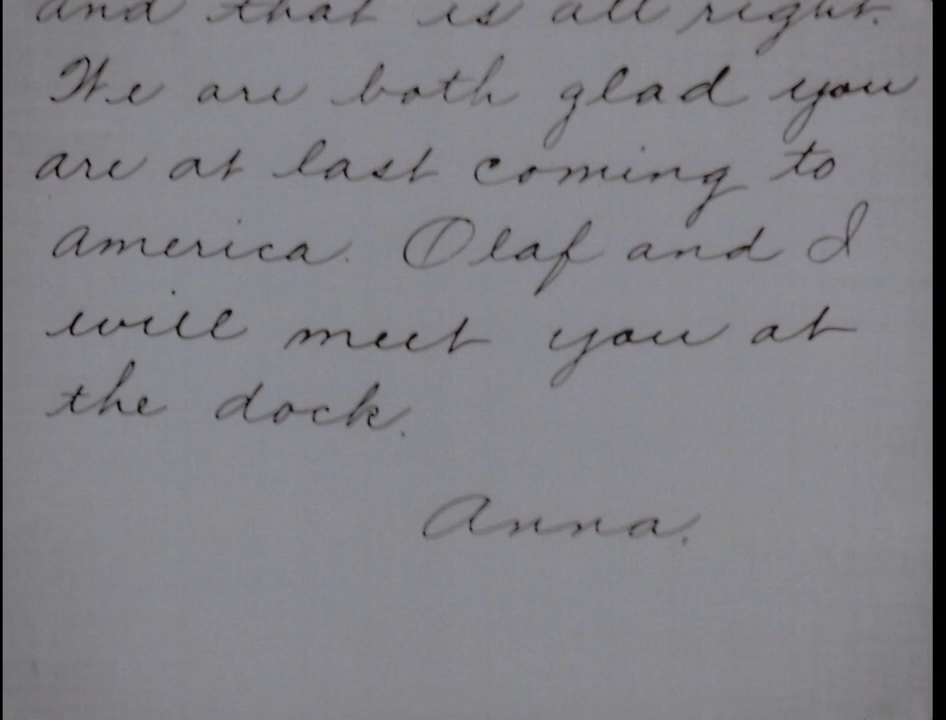 and that is all right.
We are both glad you
are at last coming to
America. Olaf and I
will meet you at
the dock.
Anna.